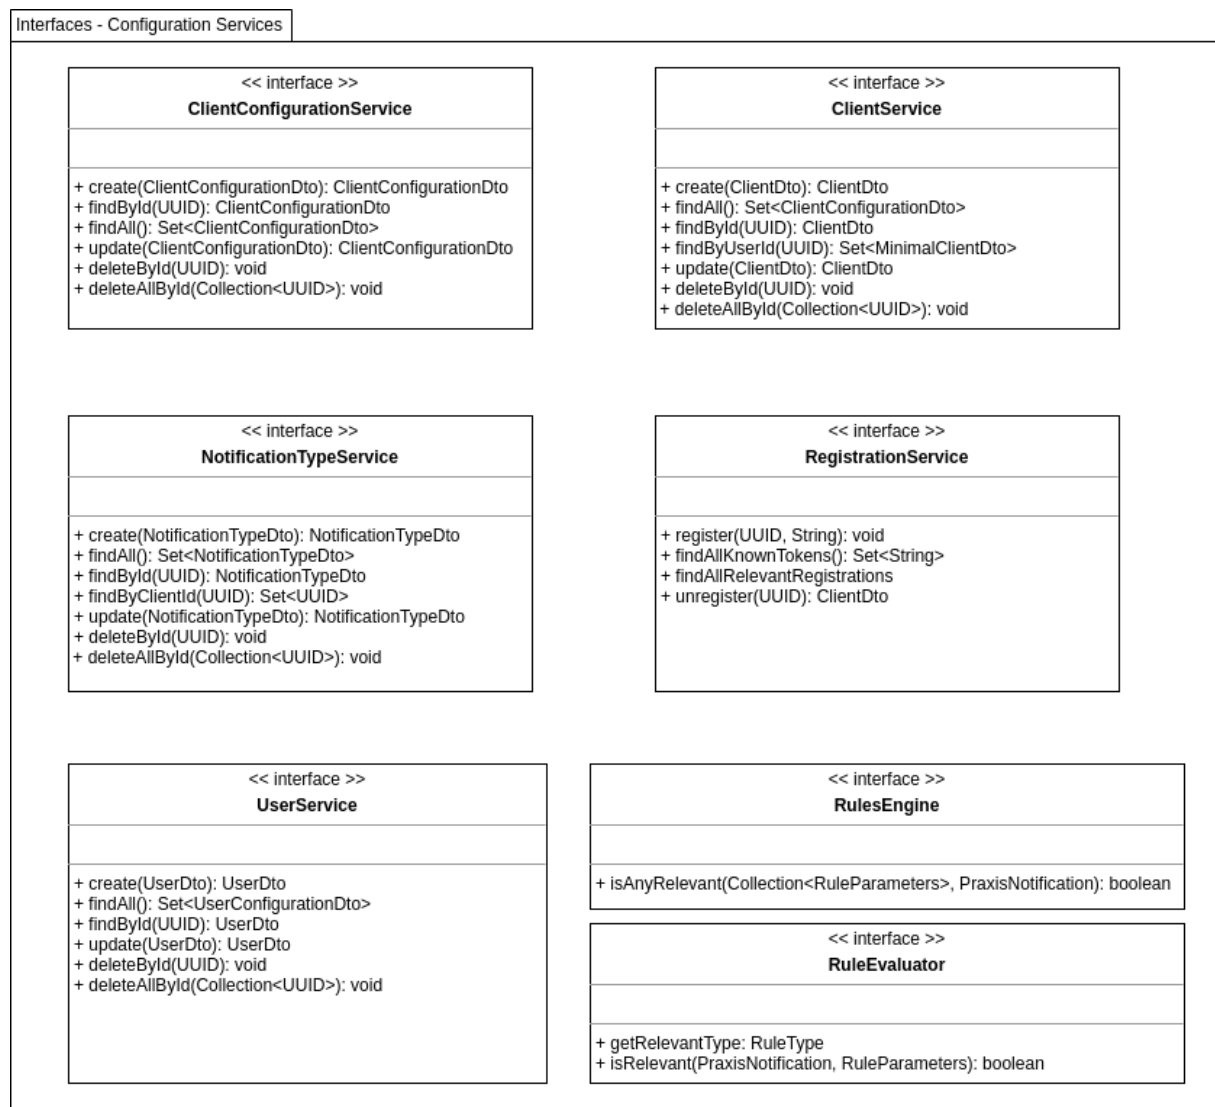 Interfaces - Configuration Services
<< interface >>
ClientConfigurationService
+ create(ClientConfigurationDto): ClientConfigurationDto
+ findById(UUID): ClientConfigurationDto
+ findAll(): Set<ClientConfigurationDto>
+ update(ClientConfigurationDto): ClientConfigurationDto
+ deleteById(UUID): void
+ deleteAllById(Collection<UUID>): void
<< interface >>
ClientService
+ create(ClientDto): ClientDto
+ findAll(): Set<ClientConfigurationDto>
+ findById(UUID): ClientDto
+ findByUserId(UUID): Set<MinimalClientDto>
+ update(ClientDto): ClientDto
+ deleteById(UUID): void
+ deleteAllById(Collection<UUID>): void
<< interface >>
NotificationTypeService
+ create(NotificationTypeDto): NotificationTypeDto
+ findAll(): Set<NotificationTypeDto>
+ findById(UUID): NotificationTypeDto
+ findByClientId(UUID): Set<UUID>
+ update(NotificationTypeDto): NotificationTypeDto
+ deleteById(UUID): void
+ deleteAllById(Collection<UUID>): void
<< interface >>
RegistrationService
+ register(UUID, String): void
+ findAllKnownTokens(): Set<String>
+ findAllRelevantRegistrations
+ unregister(UUID): ClientDto
<< interface >>
UserService
+ create(UserDto): UserDto
+ findAll(): Set<UserConfigurationDto>
+ findById(UUID): UserDto
+ update(UserDto): UserDto
+ deleteById(UUID): void
+ deleteAllById(Collection<UUID>): void
<< interface >>
RulesEngine
+ isAnyRelevant(Collection<RuleParameters>, PraxisNotification): boolean
<< interface >>
RuleEvaluator
+ getRelevantType: RuleType
+ isRelevant(PraxisNotification, RuleParameters): boolean